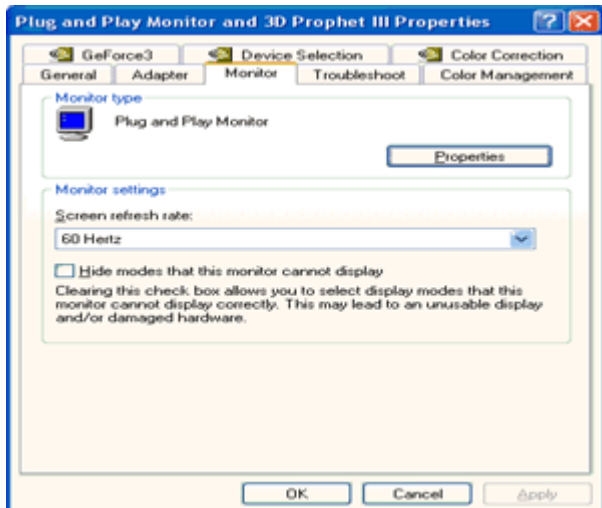 Plug and Play Monitor and 3D Prophet III Properties
GeForce3 Device Selection Color Correction
General Adapter Monitor Troubleshoot Color Management
Monitor type
Plug and Play Monitor
Properties
Monitor settings
Screen refresh rate:
60 Hertz
Hide modes that this monitor cannot display
Clearing this check box allows you to select display modes that this
monitor cannot display correctly. This may lead to an unusable display
and/or damaged hardware.
OK Cancel Apply